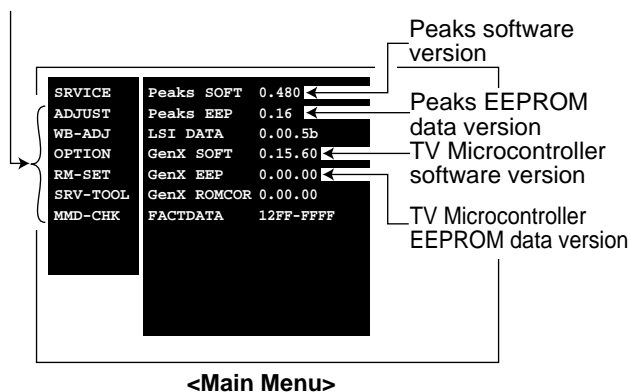 Peaks software
version
SRVICE Peaks SOFT 0.480
ADJUST Peaks EEP 0.16
Peaks EEPROM
data version
WB-ADJ LSI DATA 0.00.5b
OPTION GenX SOFT 0.15.60
TV Microcontroller
software version
RM-SET GenX EEP 0.00.00
SRV-TOOL GenX ROMCOR 0.00.00
MMD-CHK FACTDATA 12FF-FFFF
TV Microcontroller
EEPROM data version
<Main Menu>